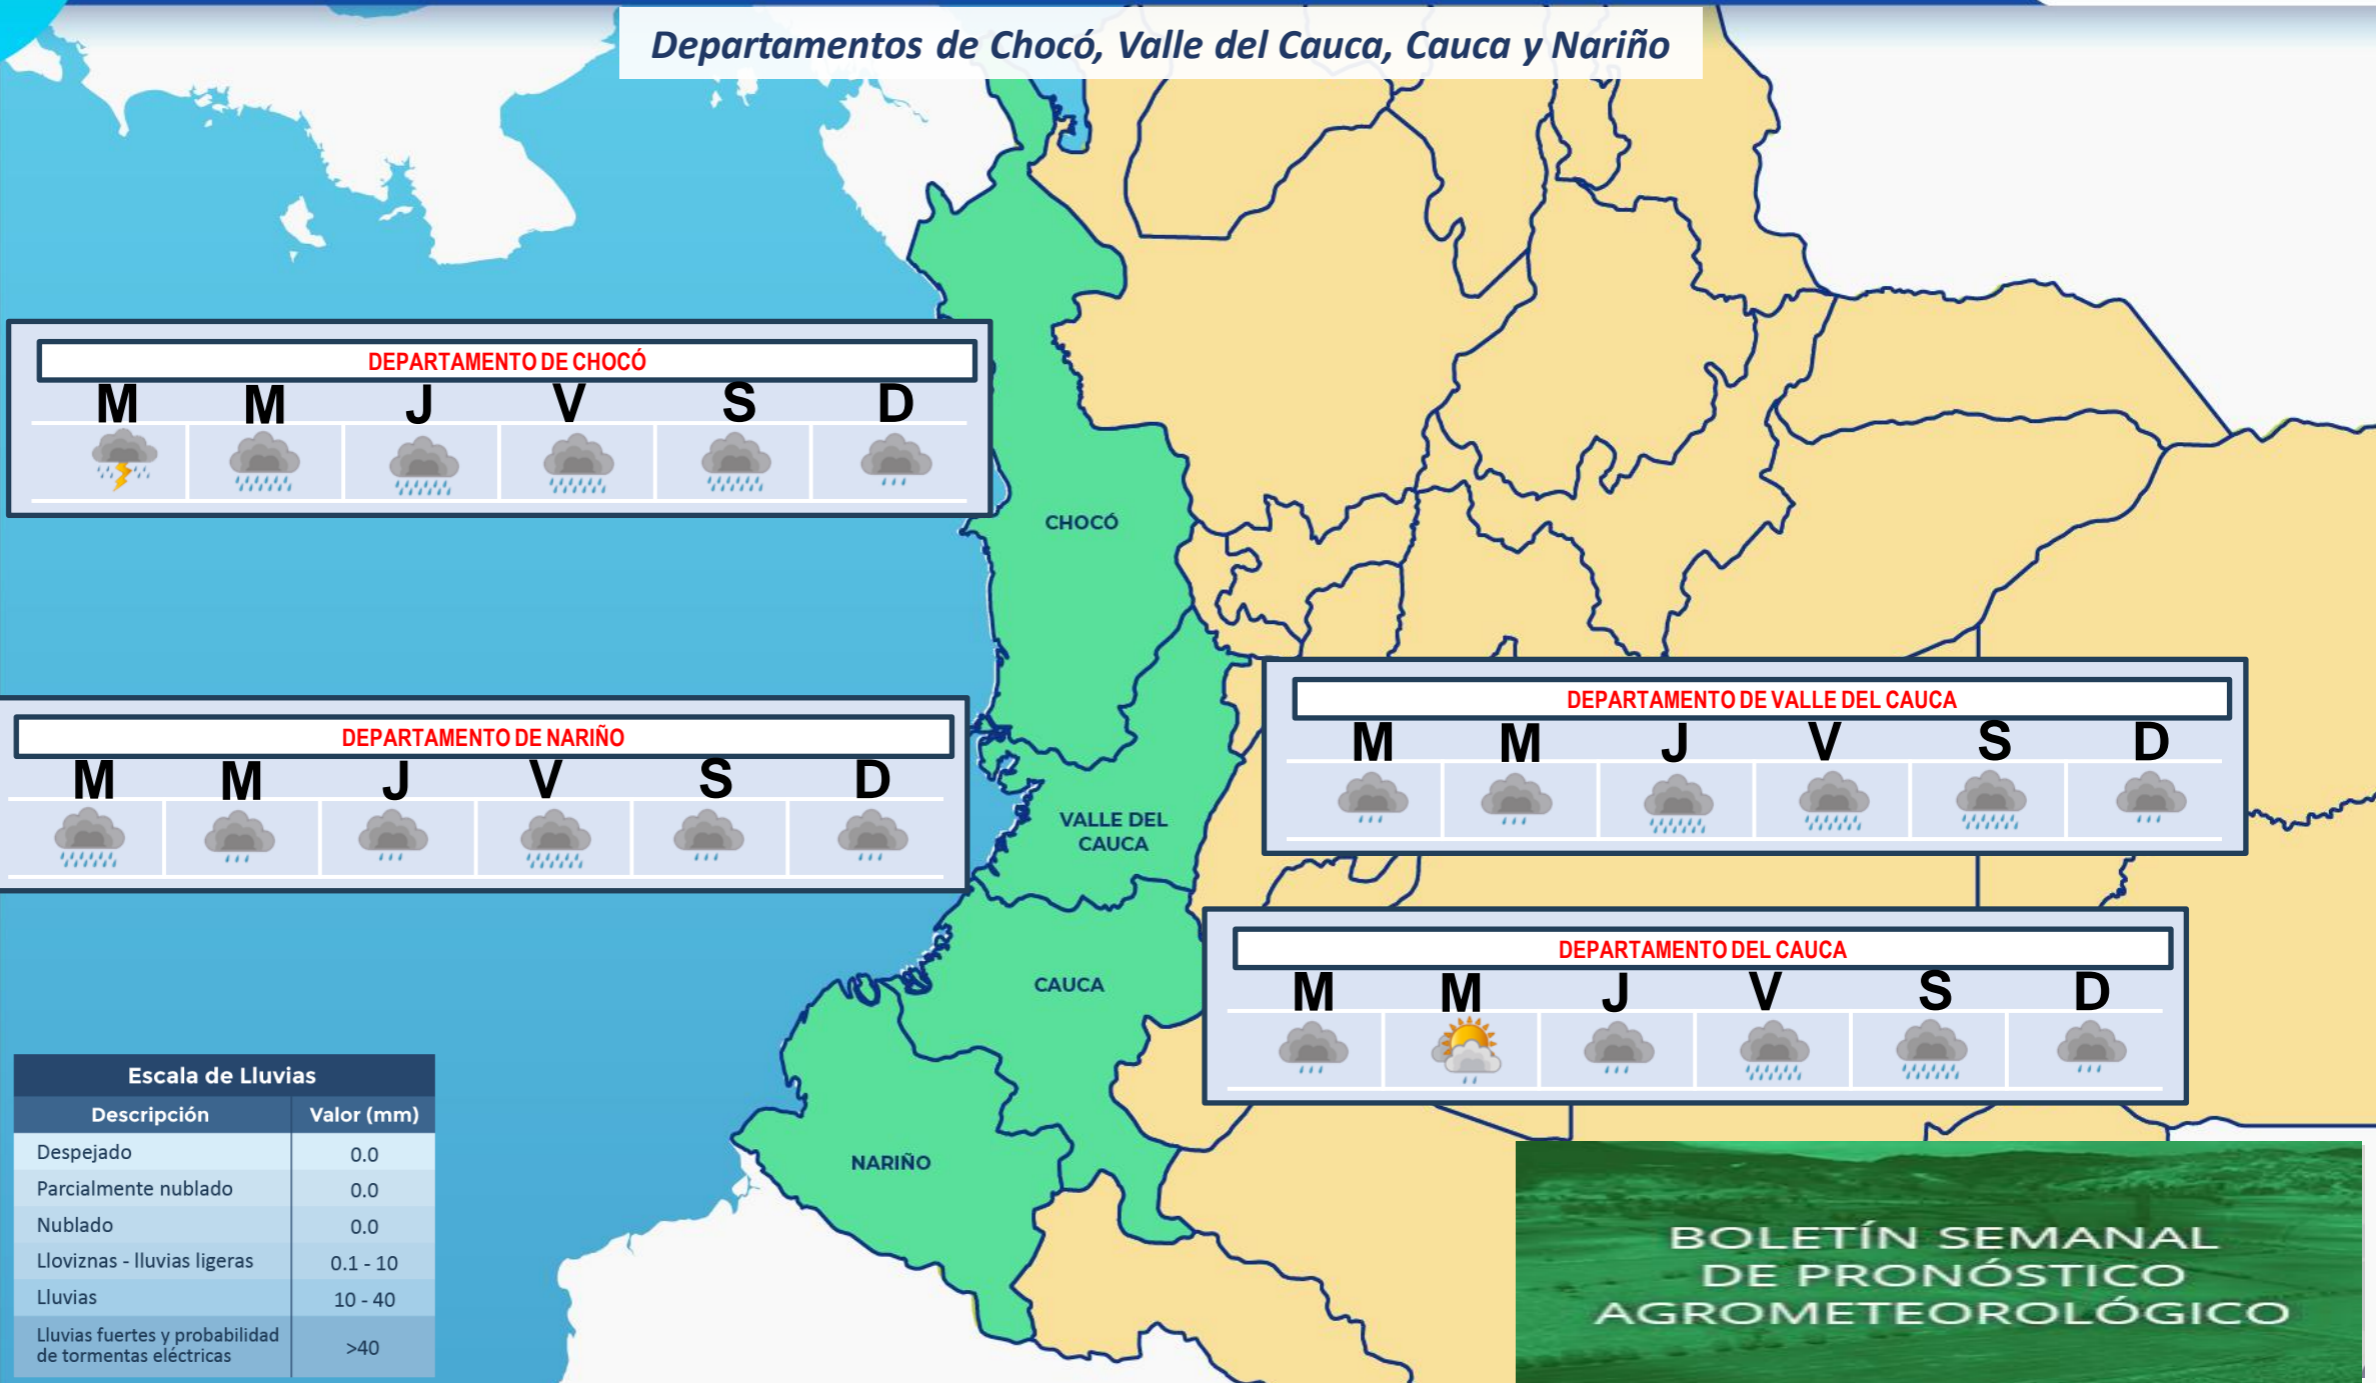 Departamentos de Chocó, Valle del Cauca, Cauca y Nariño
DEPARTAMENTO DE CHOCÓ
M M J V S D
CHOCÓ
DEPARTAMENTO DE VALLE DEL CAUCA
M M J V S D
DEPARTAMENTO DE NARIÑO
M M J V S D
VALLE DEL
CAUCA
DEPARTAMENTO DEL CAUCA
M M J V S D
CAUCA
NARIÑO
Escala de Lluvias
Descripción Valor (mm)
Despejado 0.0
Parcialmente nublado 0.0
Nublado 0.0
Lloviznas - lluvias ligeras 0.1 - 10
Lluvias 10 - 40
Lluvias fuertes y probabilidad
de tormentas eléctricas >40
BOLETÍN SEMANAL
DE PRONÓSTICO
AGROMETEOROLÓGICO